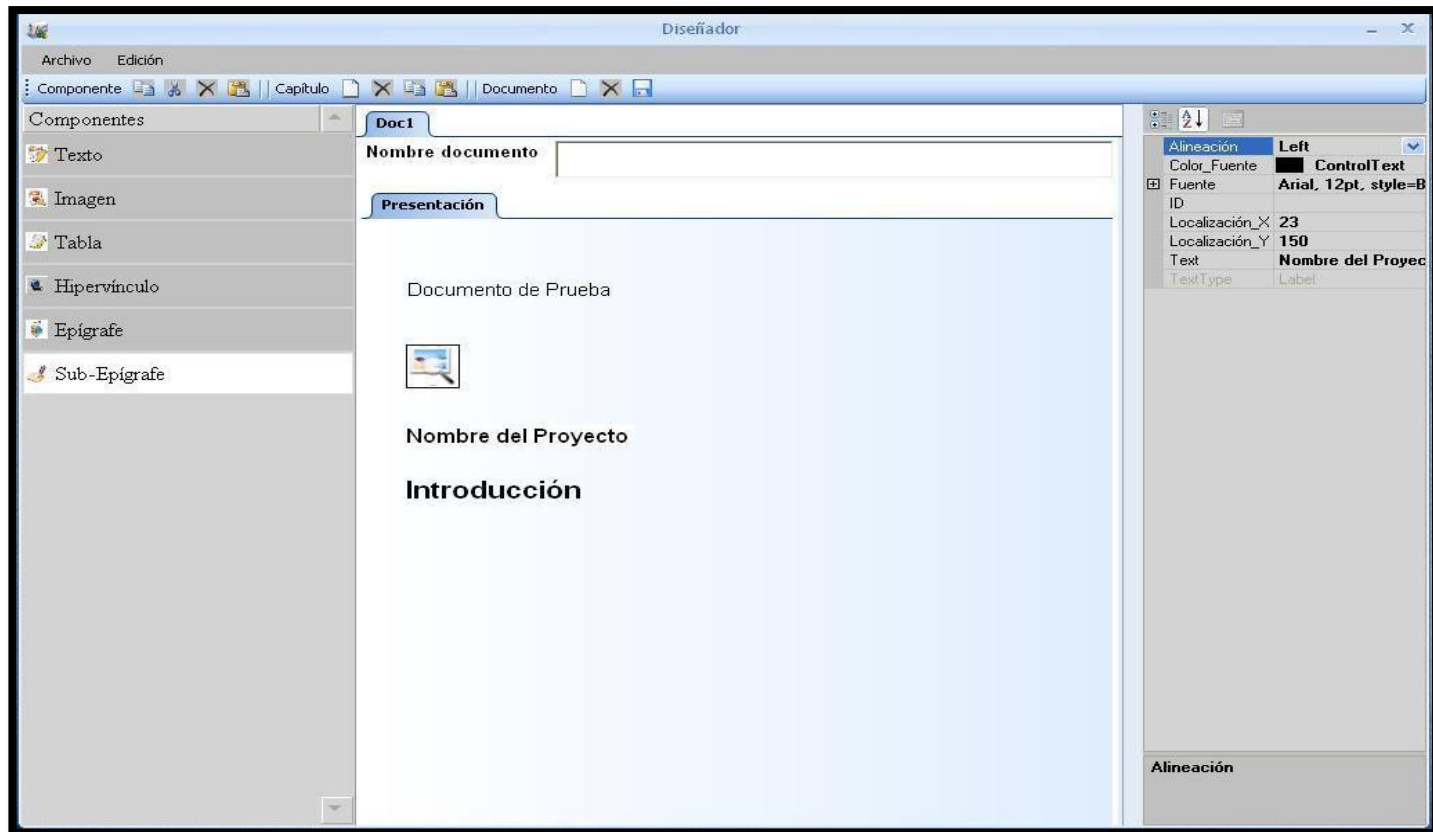 Diseñador
Archivo Edición
Componente Capítulo Documento
Componentes
Texto
Imagen
Tabla
Hipervínculo
Epígrafe
Sub-Epígrafe
Doc1
Nombre documento
Presentación
Documento de Prueba
Nombre del Proyecto
Introducción
Alineación Left
Color_Fuente ControlText
Fuente Arial, 12pt, style=B
ID
Localización_X 23
Localización_Y 150
Text Nombre del Proyec
TextType Label
Alineación